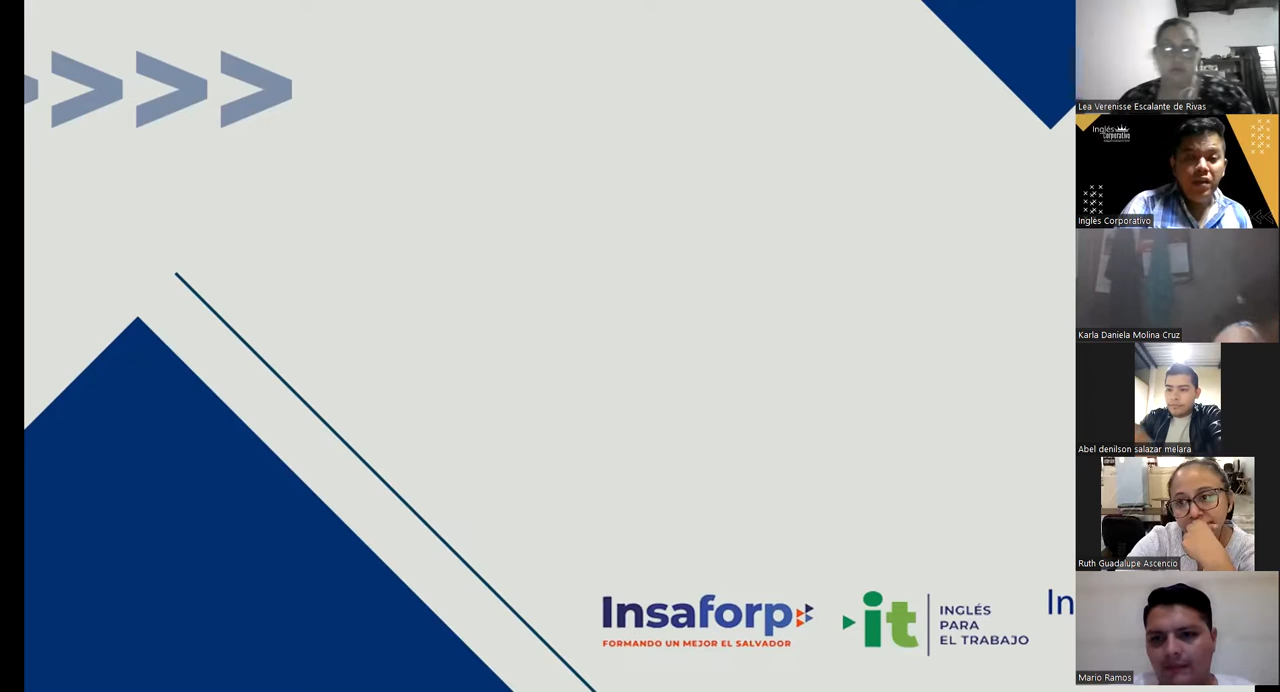 Insaforp
FORMANDO UN MEJOR EL SALVADOR
it
INGLÉS
PARA
EL TRABAJO
In
Lea Verenisse Escalante de Rivas
Inglés
Corporativo
Inglés Corporativo
Karla Daniela Molina Cruz
Abel denilson salazar melara
Ruth Guadalupe Ascencio
Mario Ramos